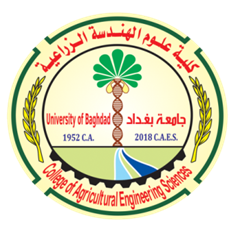 كلية علوم الهندسة الزراعية
University of Baghdad جامعة بغداد
1952 C.A. 2018 C.A.E.S.
College of Agricultural Engineering Sciences